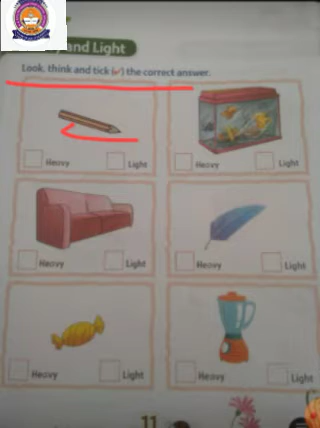 and Light
Look, think and tick (✓) the correct answer.
Heavy Light Heavy Light
Heavy Light Heavy Light
Heavy Light Heavy Light
11